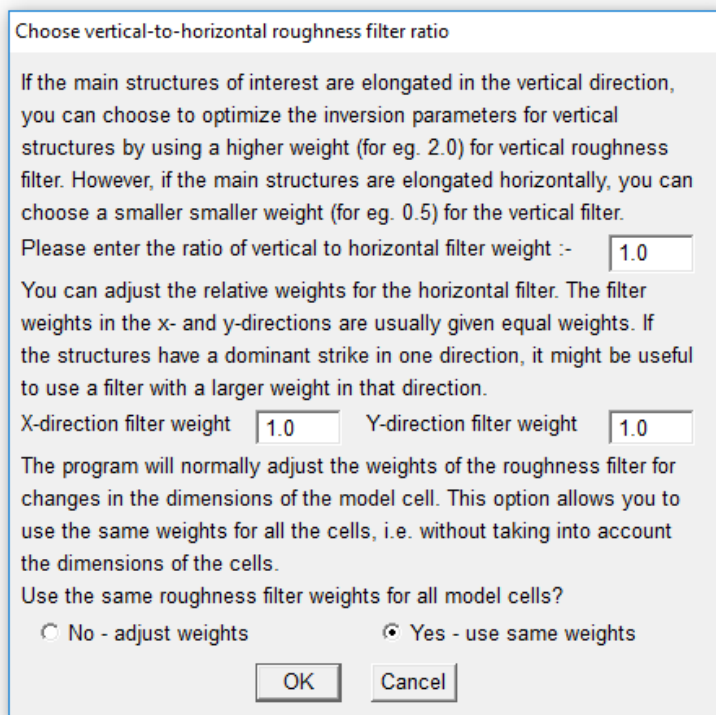 Choose vertical-to-horizontal roughness filter ratio
If the main structures of interest are elongated in the vertical direction,
you can choose to optimize the inversion parameters for vertical
structures by using a higher weight (for eg. 2.0) for vertical roughness
filter. However, if the main structures are elongated horizontally, you can
choose a smaller smaller weight (for eg. 0.5) for the vertical filter.
Please enter the ratio of vertical to horizontal filter weight :- 1.0
You can adjust the relative weights for the horizontal filter. The filter
weights in the x- and y-directions are usually given equal weights. If
the structures have a dominant strike in one direction, it might be useful
to use a filter with a larger weight in that direction.
X-direction filter weight 1.0 Y-direction filter weight 1.0
The program will normally adjust the weights of the roughness filter for
changes in the dimensions of the model cell. This option allows you to
use the same weights for all the cells, i.e. without taking into account
the dimensions of the cells.
Use the same roughness filter weights for all model cells?
No - adjust weights Yes - use same weights
OK Cancel